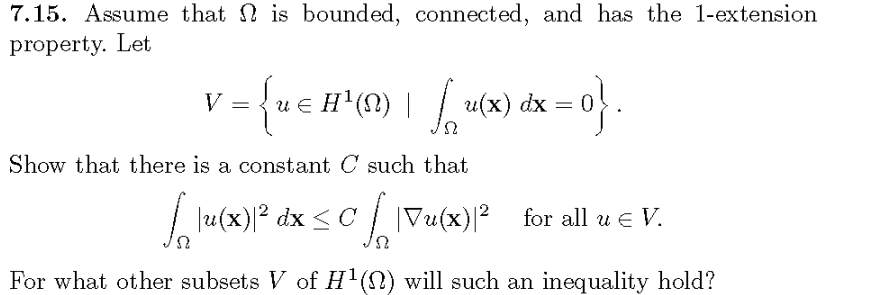 7.15. Assume that Ω is bounded, connected, and has the 1-extension
property. Let
V = { u ∈ H¹(Ω) | ∫_Ω u(x) dx = 0 } .
Show that there is a constant C such that
∫_Ω |u(x)|² dx ≤ C ∫_Ω |∇u(x)|² for all u ∈ V.
For what other subsets V of H¹(Ω) will such an inequality hold?